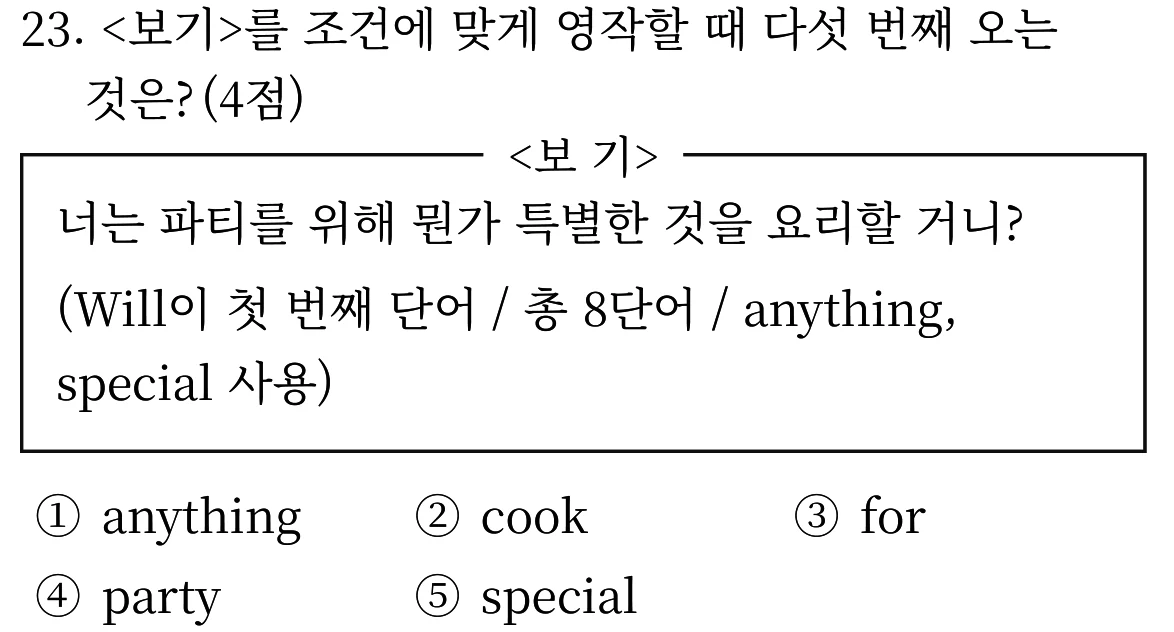 23. <보기>를 조건에 맞게 영작할 때 다섯 번째 오는
것은? (4점)
<보 기>
너는 파티를 위해 뭔가 특별한 것을 요리할 거니?
(Will이 첫 번째 단어 / 총 8단어 / anything,
special 사용)
① anything ② cook ③ for
④ party ⑤ special